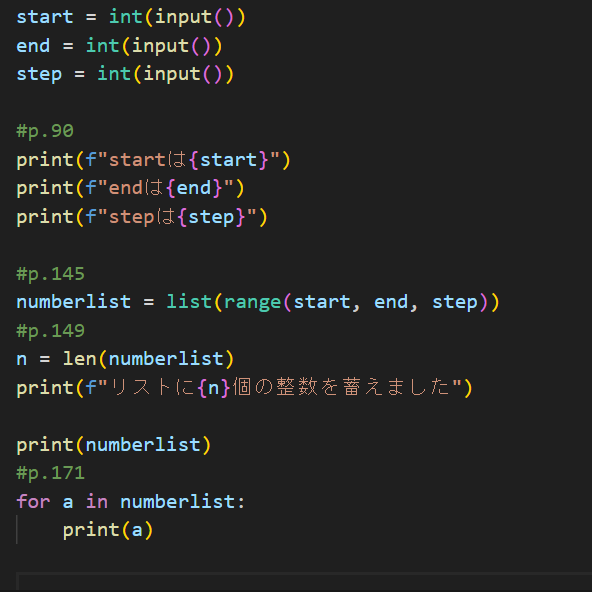 start = int(input())
end = int(input())
step = int(input())
#p.90
print(f"startは{start}")
print(f"endは{end}")
print(f"stepは{step}")
#p.145
numberlist = list(range(start, end, step))
#p.149
n = len(numberlist)
print(f"リストに{n}個の整数を蓄えました")
print(numberlist)
#p.171
for a in numberlist:
    print(a)